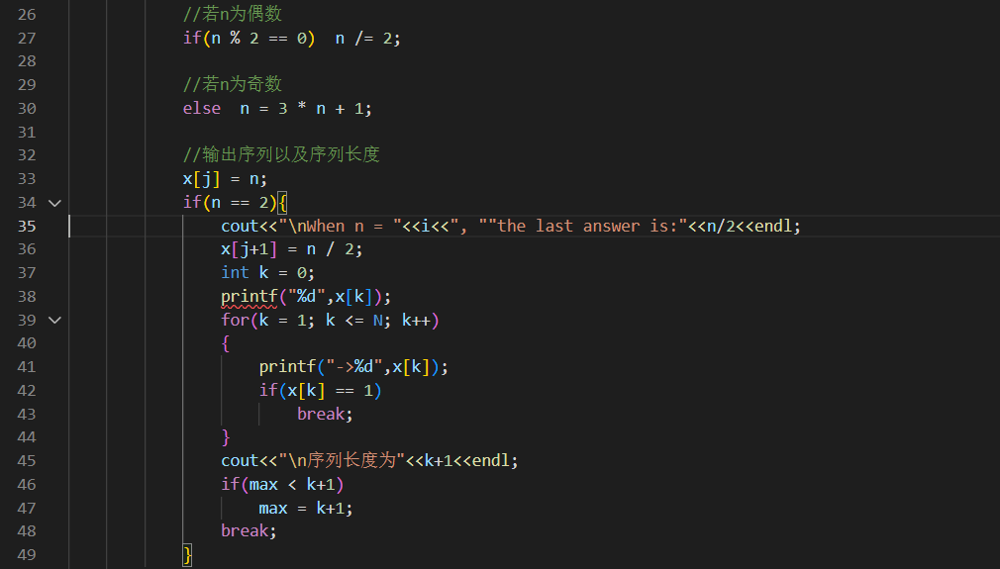 26 //若n为偶数
27 if(n % 2 == 0)  n /= 2;
28
29 //若n为奇数
30 else  n = 3 * n + 1;
31
32 //输出序列以及序列长度
33 x[j] = n;
34 if(n == 2){
35 cout<<"\nWhen n = "<<i<<", ""the last answer is:"<<n/2<<endl;
36 x[j+1] = n / 2;
37 int k = 0;
38 printf("%d",x[k]);
39 for(k = 1; k <= N; k++)
40 {
41 printf("->%d",x[k]);
42 if(x[k] == 1)
43 break;
44 }
45 cout<<"\n序列长度为"<<k+1<<endl;
46 if(max < k+1)
47 max = k+1;
48 break;
49 }